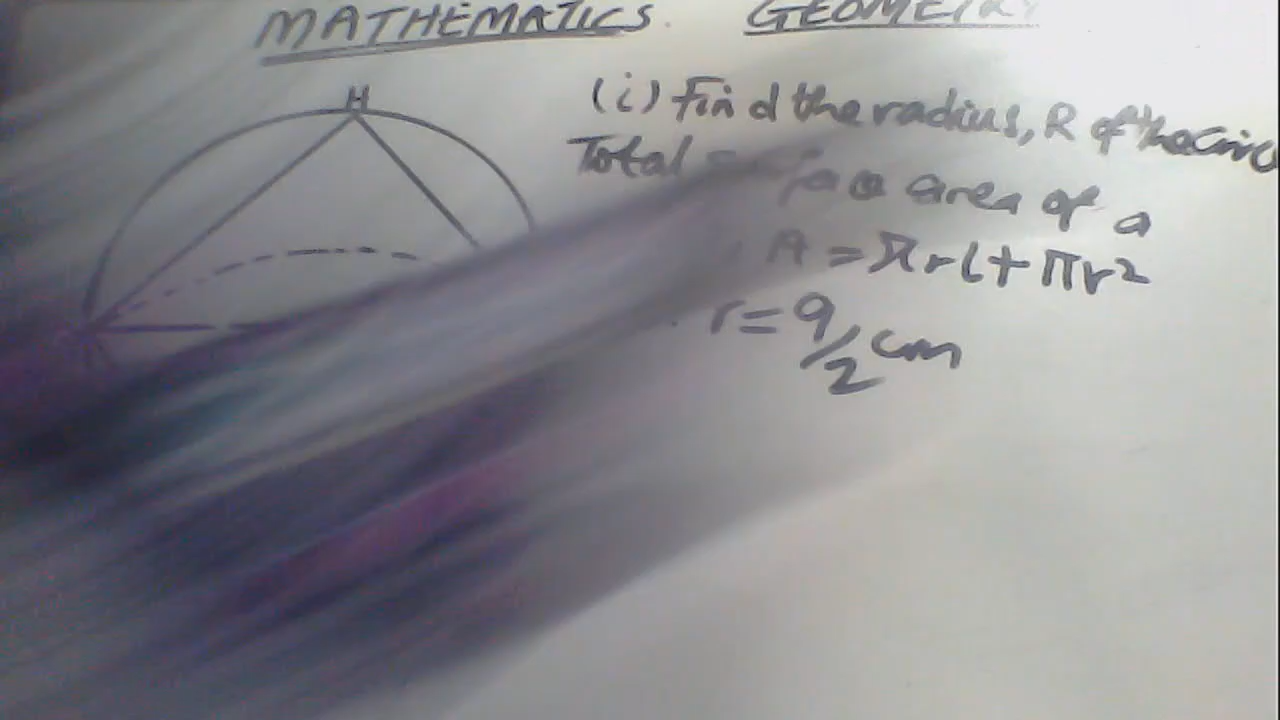 MATHEMATICS. GEOMETRY
H
(i) Find the radius, R of the Circ
Total area of a
A = πrl + πr²
r = 9/2 cm